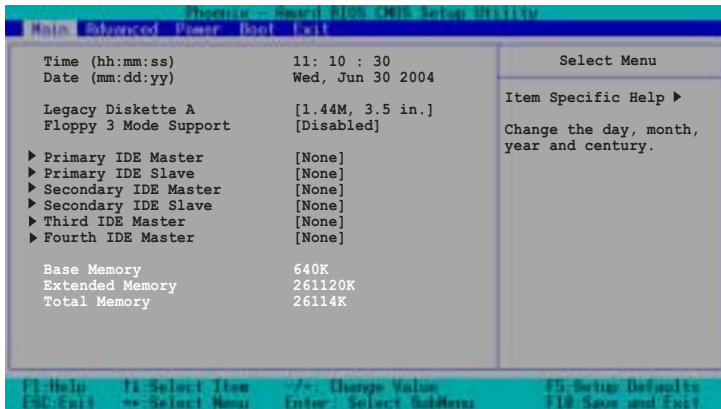 Phoenix - Award BIOS CMOS Setup Utility
Main Advanced Power Boot Exit
Time (hh:mm:ss) 11: 10 : 30
Date (mm:dd:yy) Wed, Jun 30 2004
Legacy Diskette A [1.44M, 3.5 in.]
Floppy 3 Mode Support [Disabled]
Primary IDE Master [None]
Primary IDE Slave [None]
Secondary IDE Master [None]
Secondary IDE Slave [None]
Third IDE Master [None]
Fourth IDE Master [None]
Base Memory 640K
Extended Memory 261120K
Total Memory 26114K
Select Menu
Item Specific Help
Change the day, month,
year and century.
F1:Help ↑↓:Select Item -/+: Change Value F5:Setup Defaults
ESC:Exit ↔:Select Menu Enter: Select SubMenu F10:Save and Exit